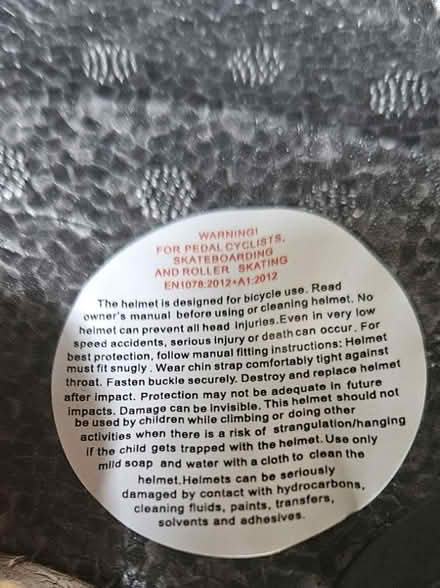 WARNING!
FOR PEDAL CYCLISTS,
SKATEBOARDING
AND ROLLER SKATING
EN1078:2012+A1:2012
The helmet is designed for bicycle use. Read
owner's manual before using or cleaning helmet. No
helmet can prevent all head injuries.Even in very low
speed accidents, serious injury or death can occur. For
best protection, follow manual fitting instructions: Helmet
must fit snugly. Wear chin strap comfortably tight against
throat. Fasten buckle securely. Destroy and replace helmet
after impact. Protection may not be adequate in future
impacts. Damage can be invisible. This helmet should not
be used by children while climbing or doing other
activities when there is a risk of strangulation/hanging
if the child gets trapped with the helmet. Use only
mild soap and water with a cloth to clean the
helmet.Helmets can be seriously
damaged by contact with hydrocarbons,
cleaning fluids, paints, transfers,
solvents and adhesives.